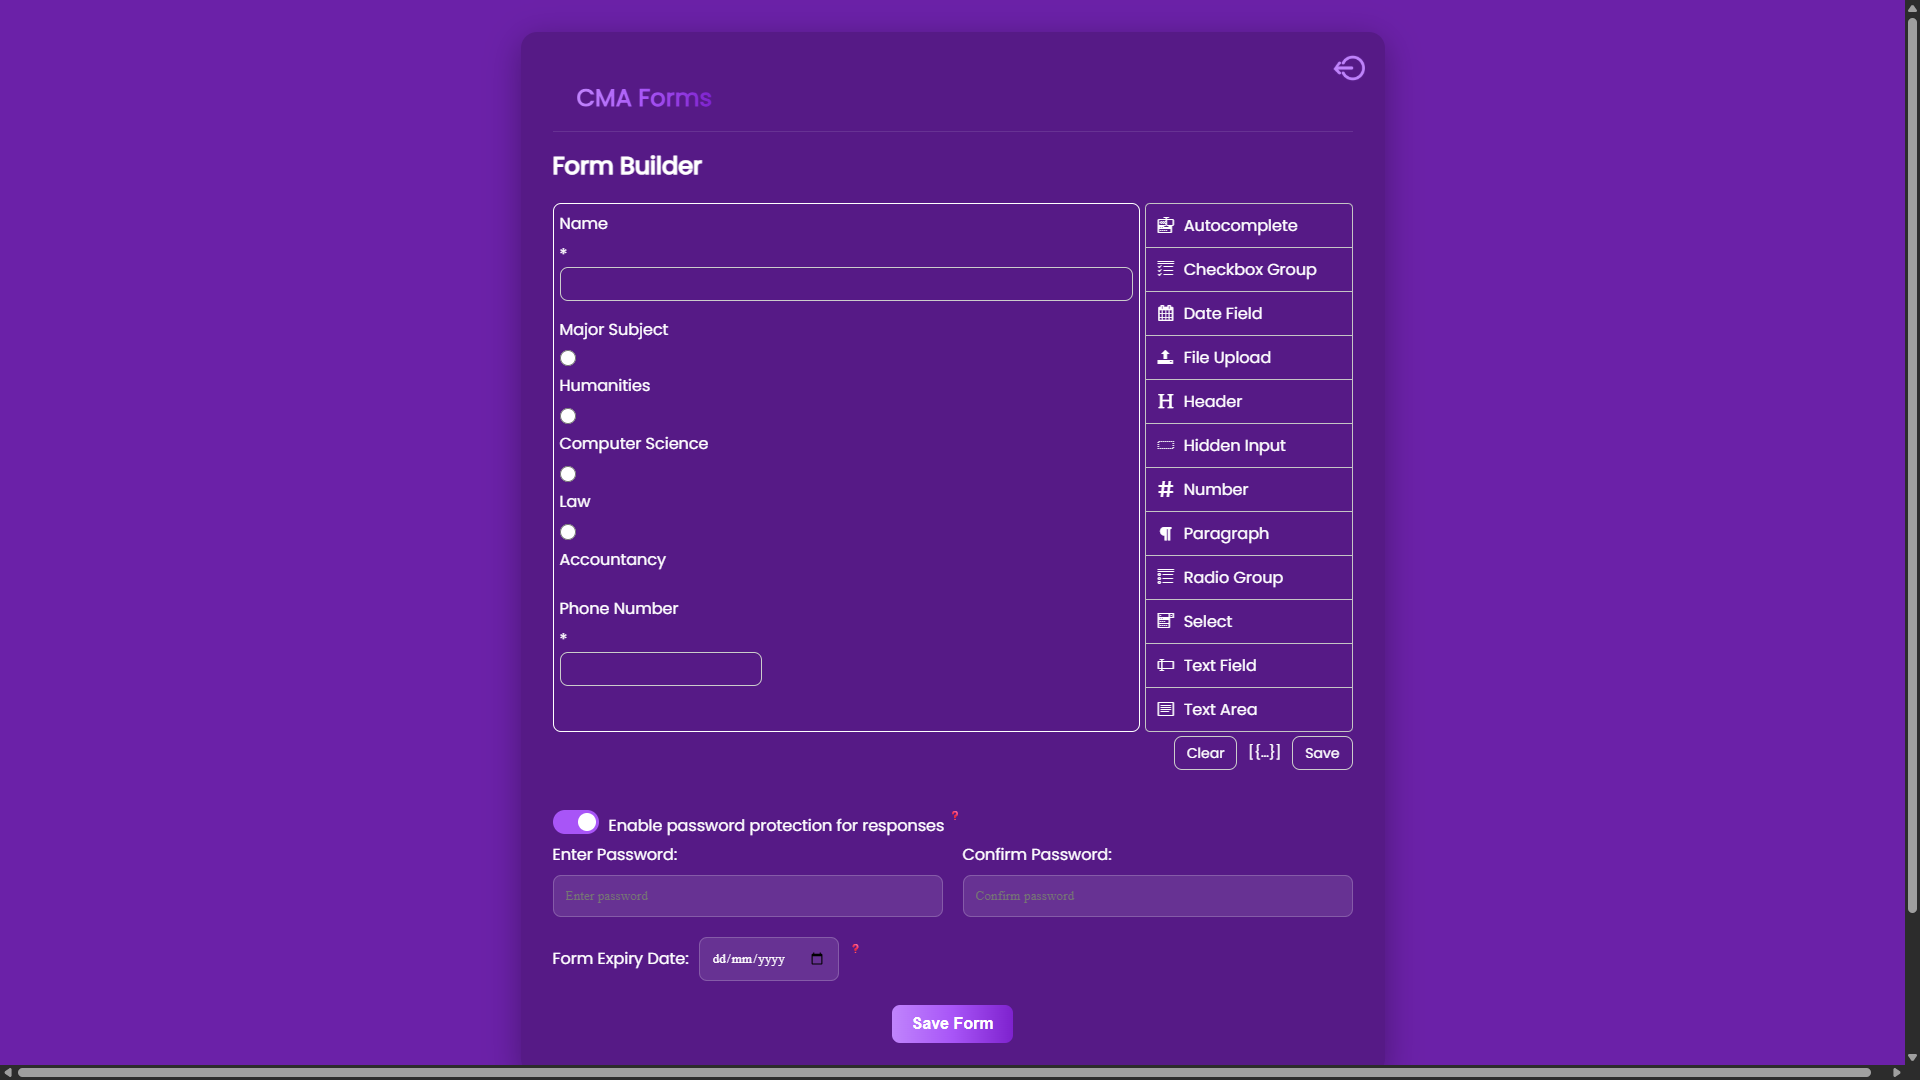 CMA Forms
Form Builder
Name
*
Major Subject
Humanities
Computer Science
Law
Accountancy
Phone Number
*
Autocomplete
Checkbox Group
Date Field
File Upload
H Header
Hidden Input
# Number
¶ Paragraph
Radio Group
Select
Text Field
Text Area
Clear [{…}] Save
Enable password protection for responses ?
Enter Password: Confirm Password:
Enter password Confirm password
Form Expiry Date: dd/mm/yyyy ?
Save Form